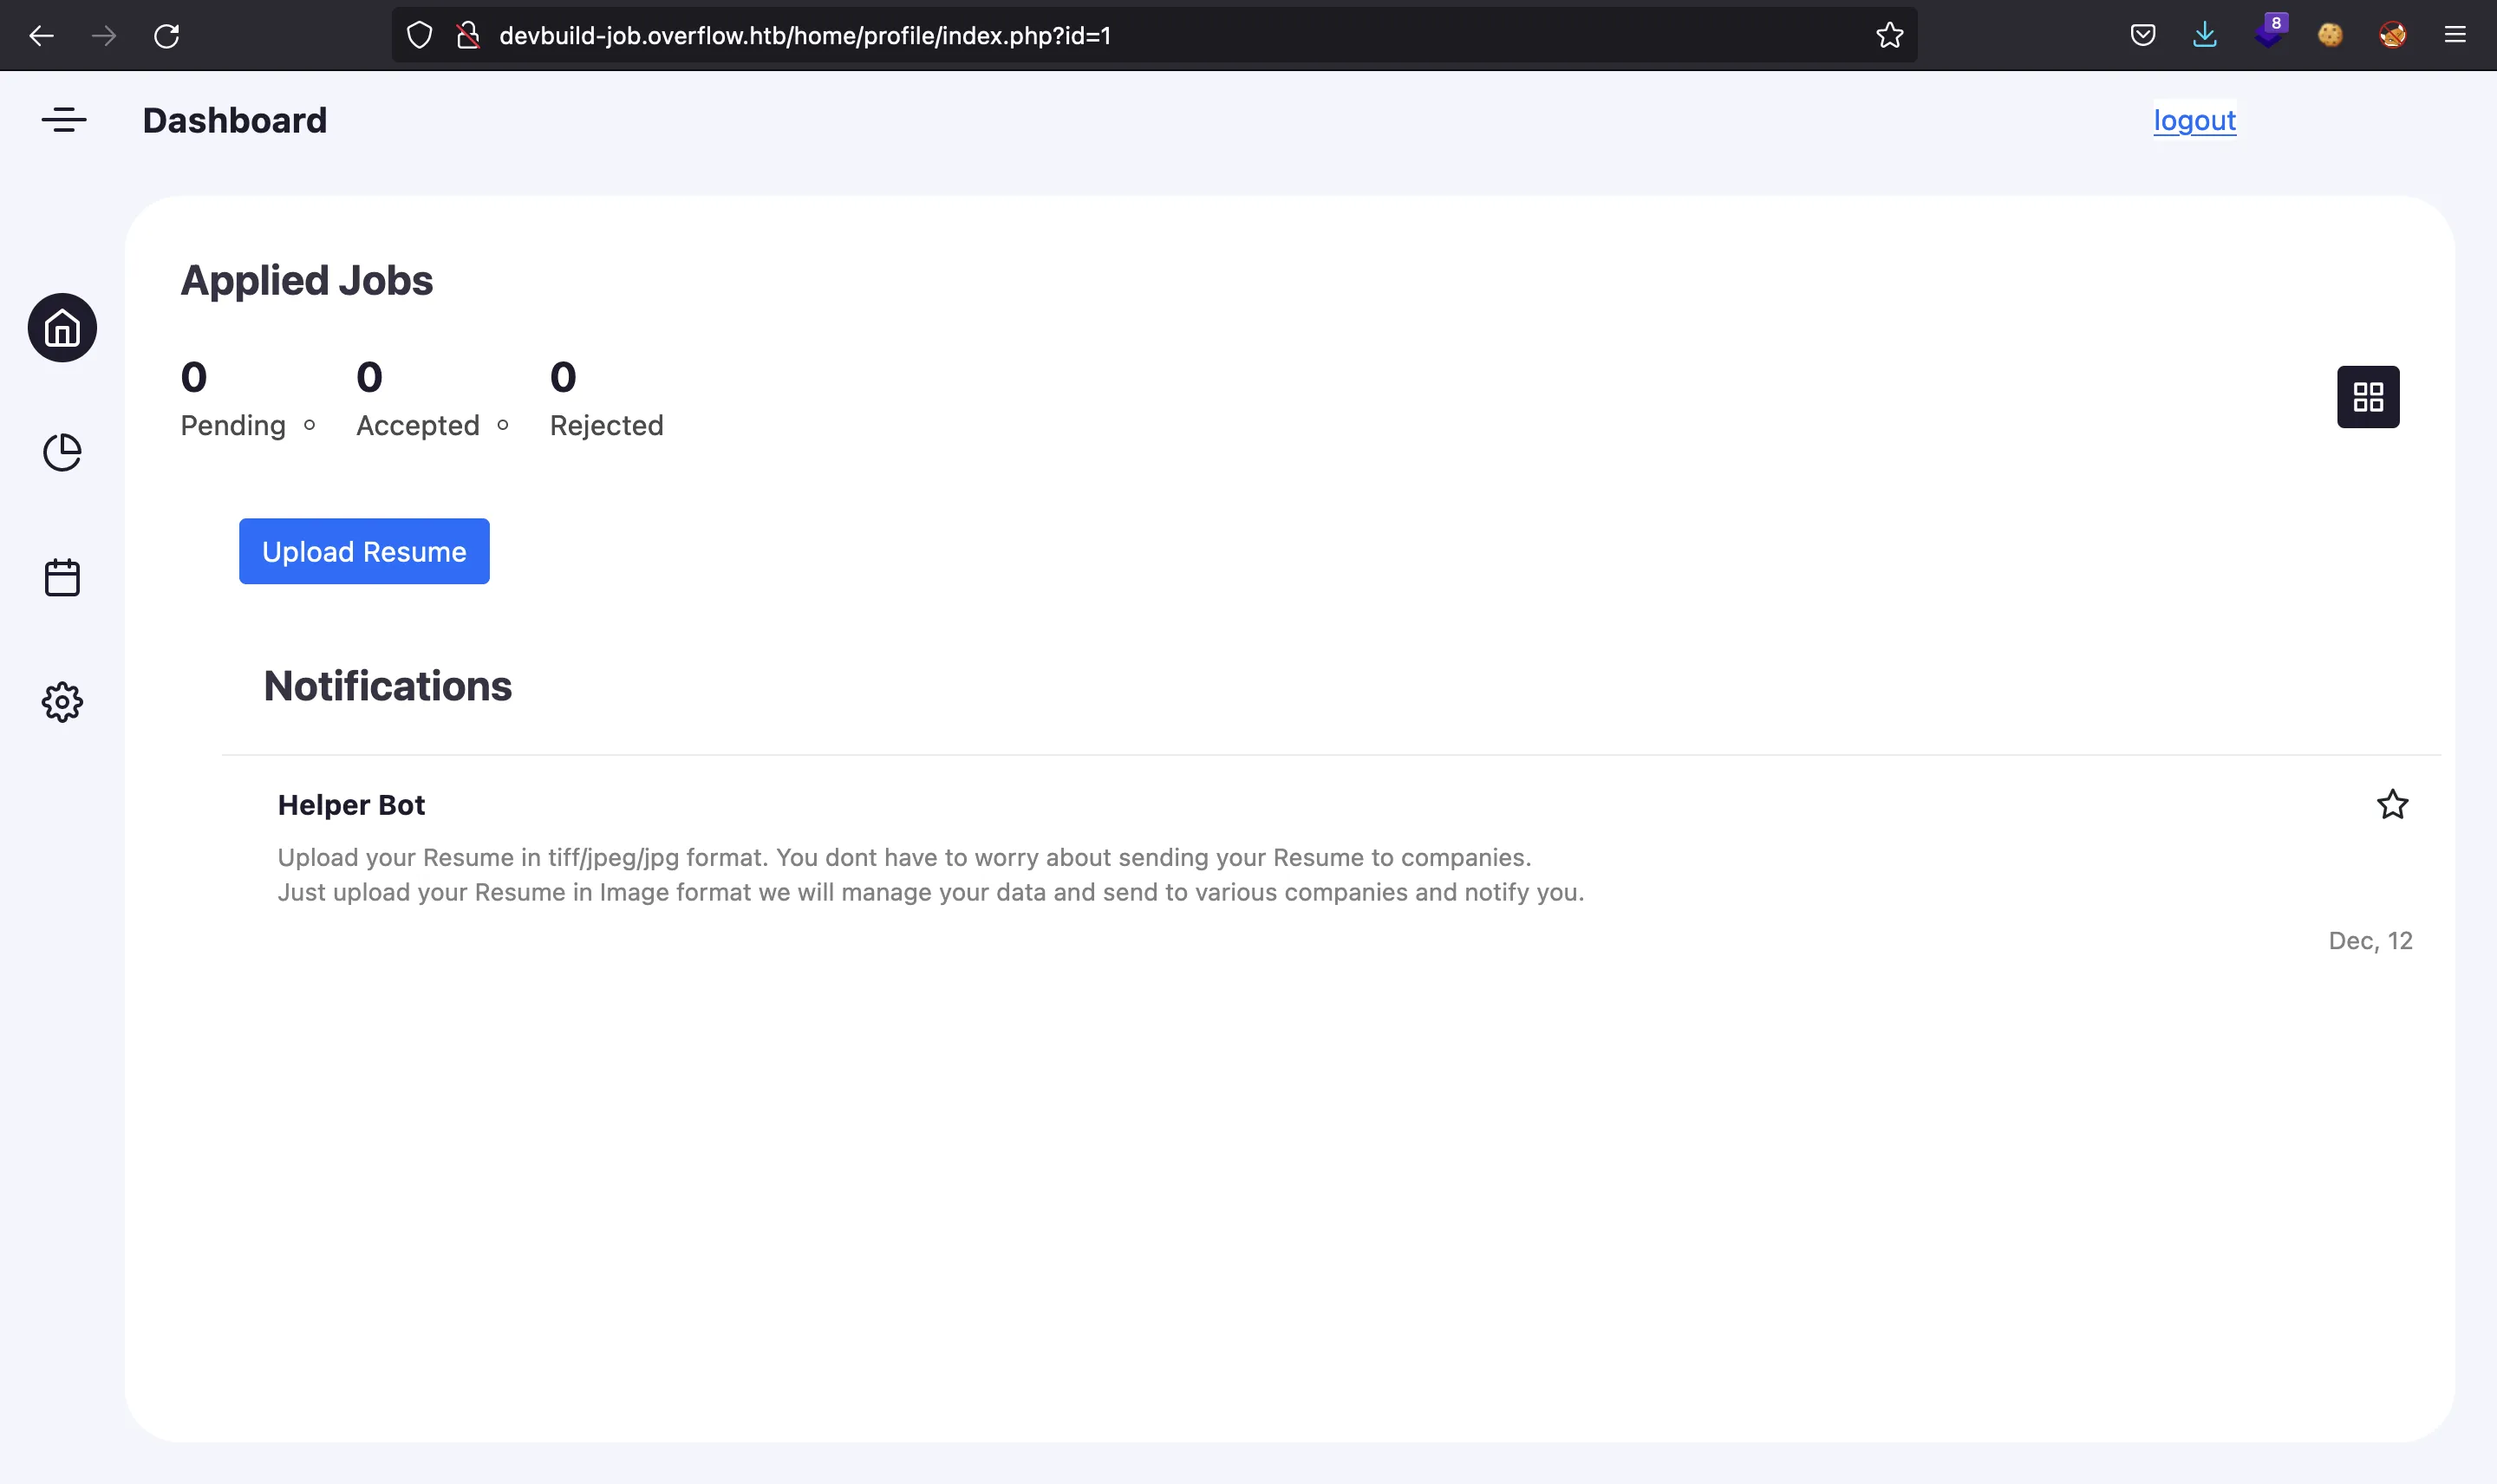 devbuild-job.overflow.htb/home/profile/index.php?id=1
8
Dashboard
logout
Applied Jobs
0 0 0
Pending Accepted Rejected
Upload Resume
Notifications
Helper Bot
Upload your Resume in tiff/jpeg/jpg format. You dont have to worry about sending your Resume to companies.
Just upload your Resume in Image format we will manage your data and send to various companies and notify you.
Dec, 12